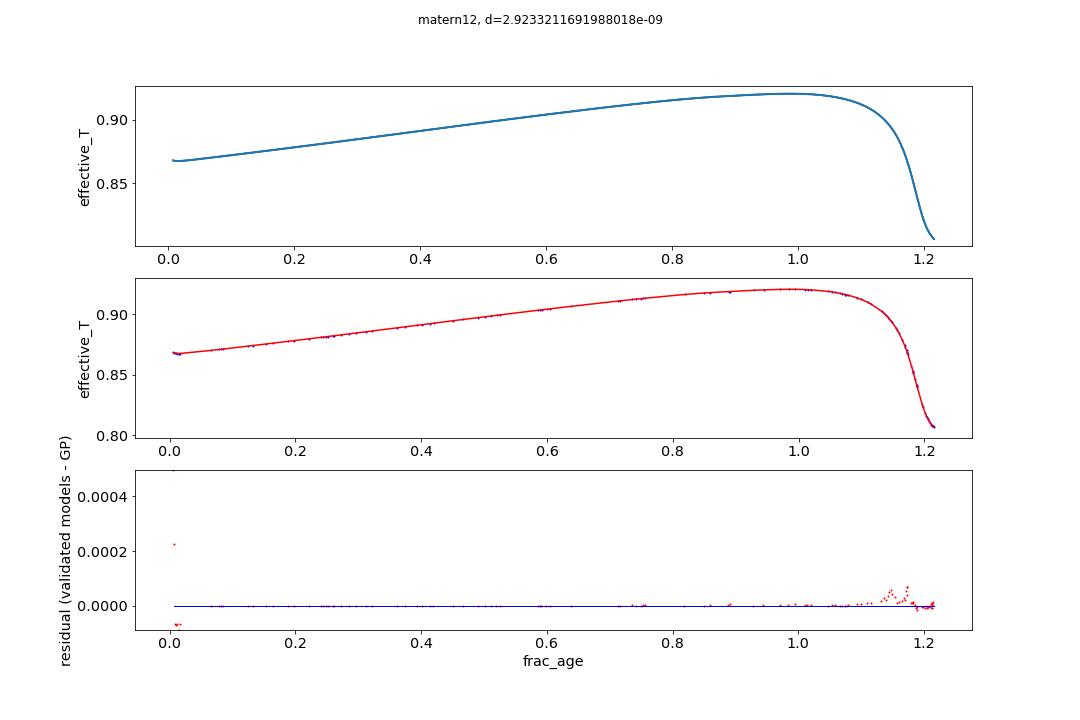 matern12, d=2.9233211691988018e-09
effective_T
0.90
0.85
0.0 0.2 0.4 0.6 0.8 1.0 1.2
effective_T
0.90
0.85
0.80
0.0 0.2 0.4 0.6 0.8 1.0 1.2
residual (validated models - GP)
0.0004
0.0002
0.0000
0.0 0.2 0.4 0.6 0.8 1.0 1.2
frac_age